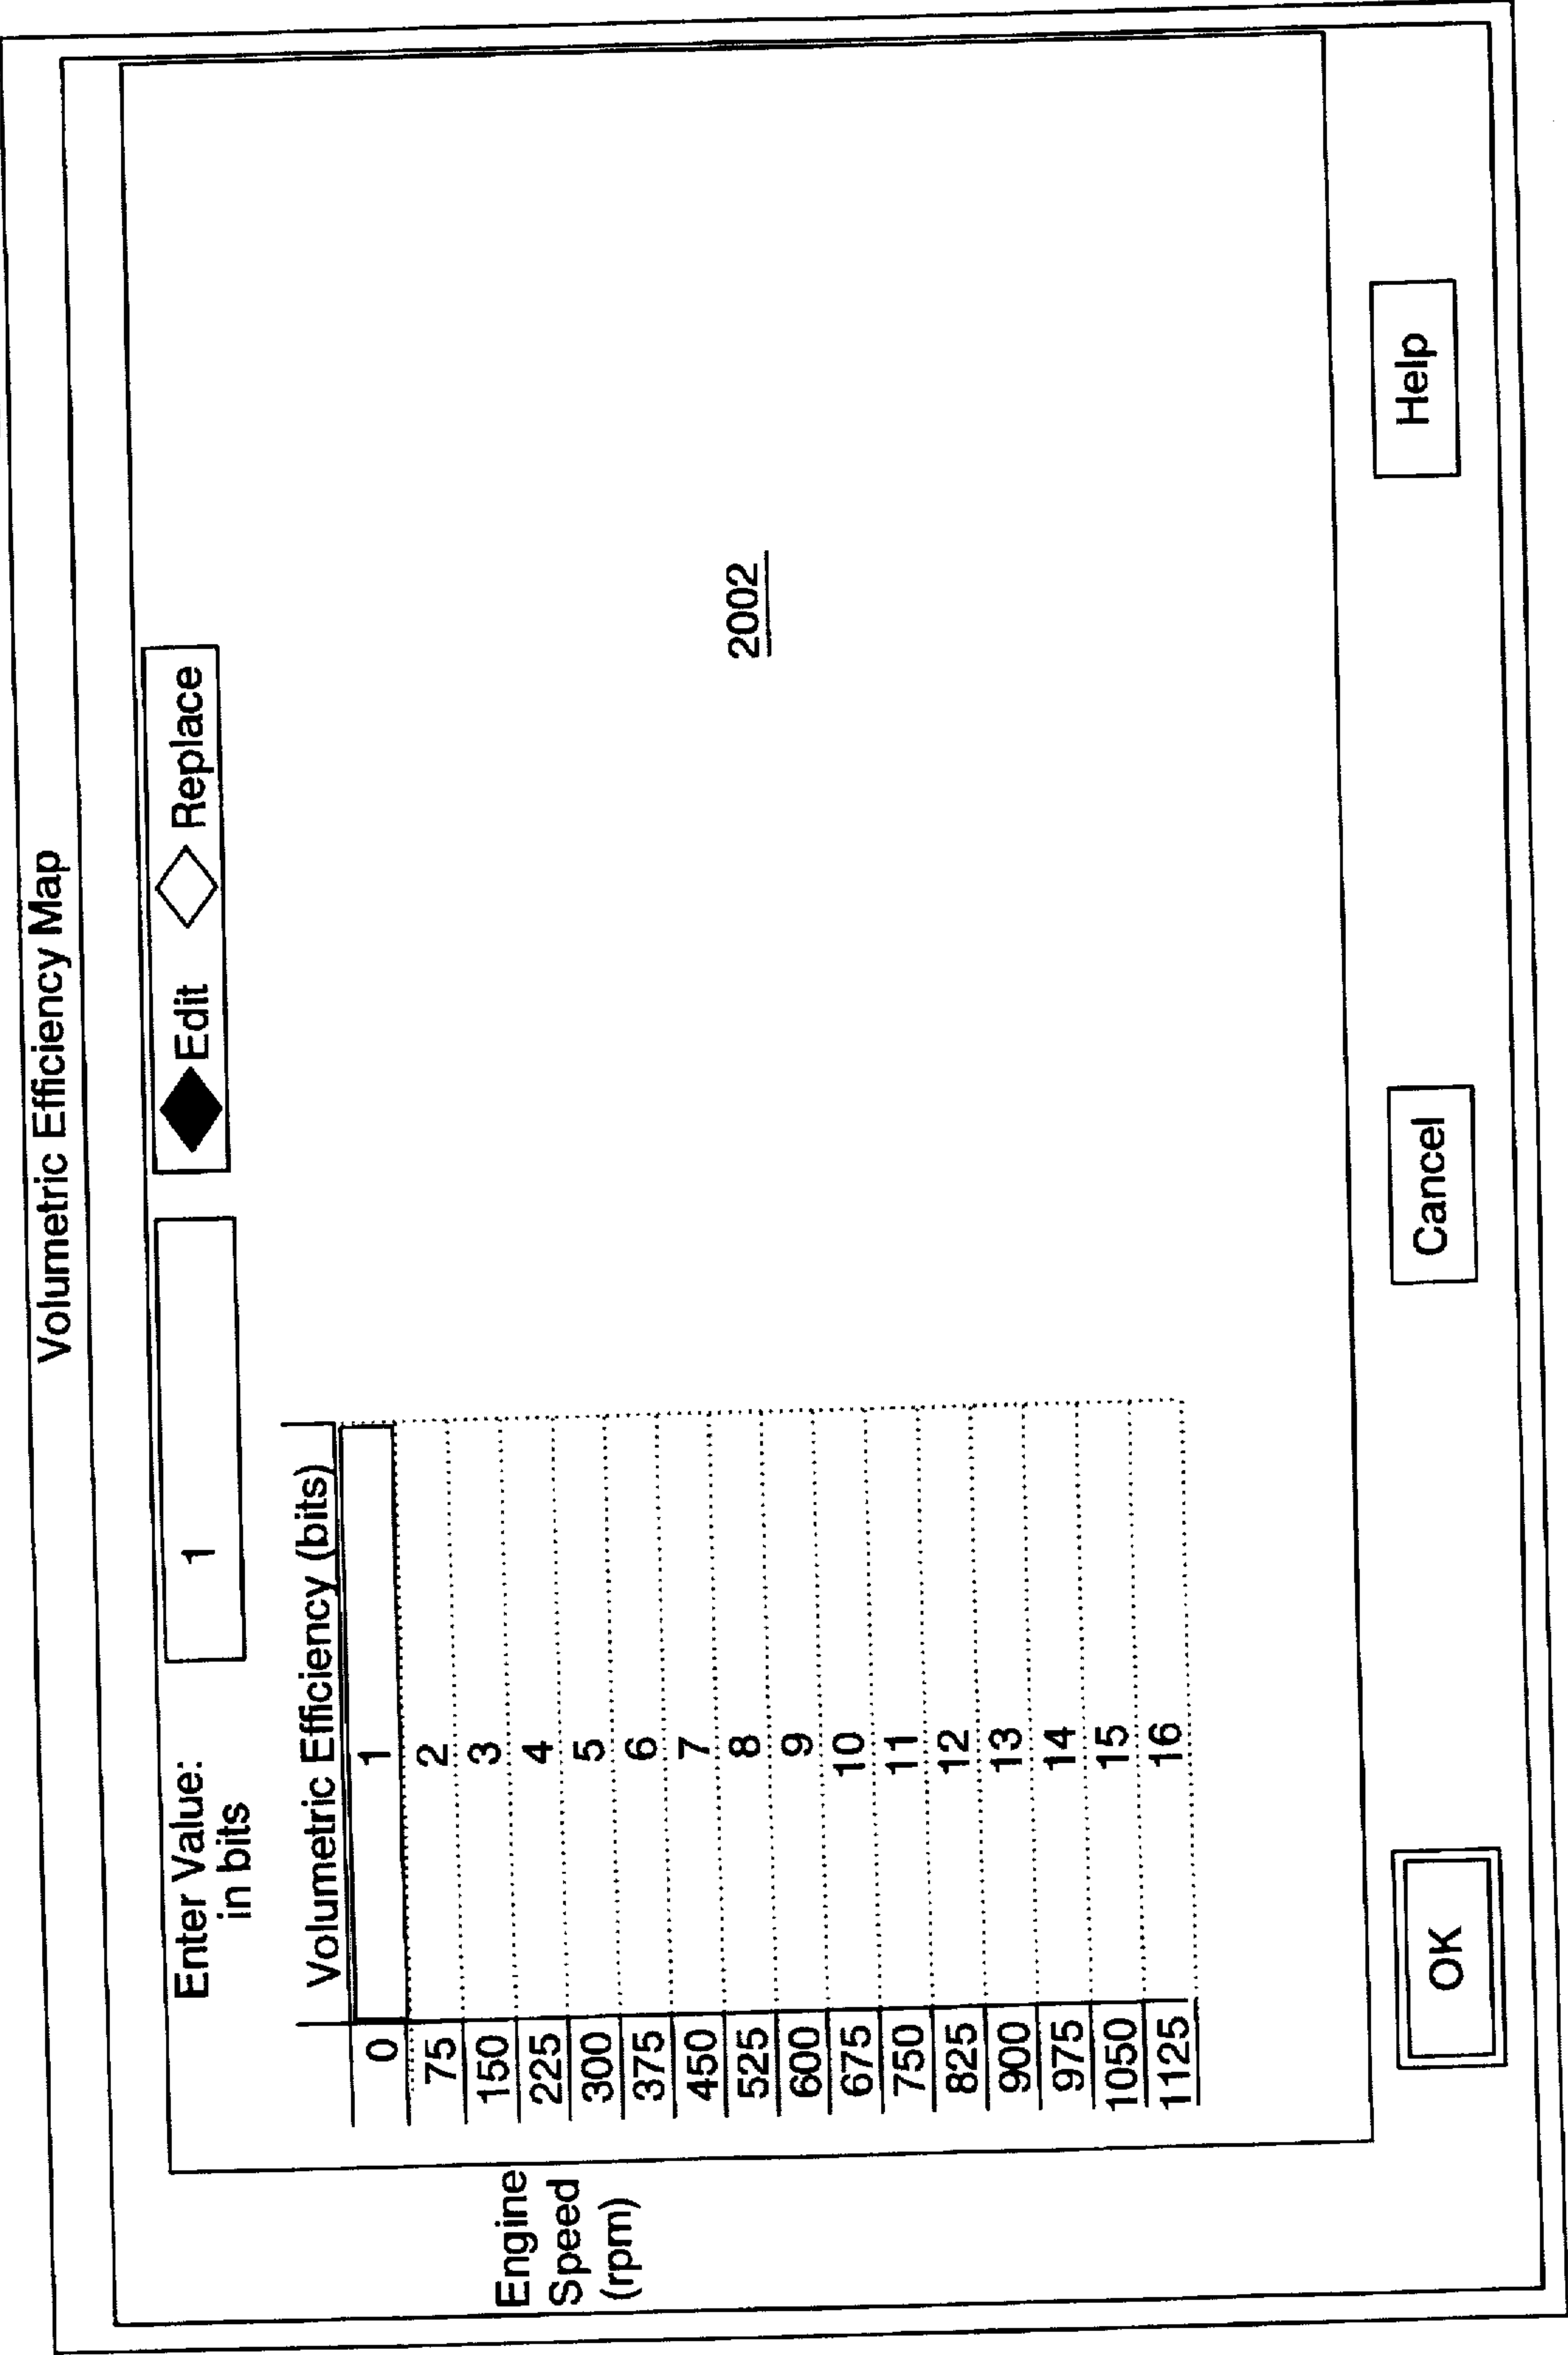 Volumetric Efficiency Map
Enter Value: 1 Edit Replace
in bits
Volumetric Efficiency (bits)
0 1
75 2
150 3
225 4
Engine 300 5
Speed 375 6
(rpm) 450 7
525 8
2002
600 9
675 10
750 11
825 12
900 13
975 14
1050 15
1125 16
OK Cancel Help